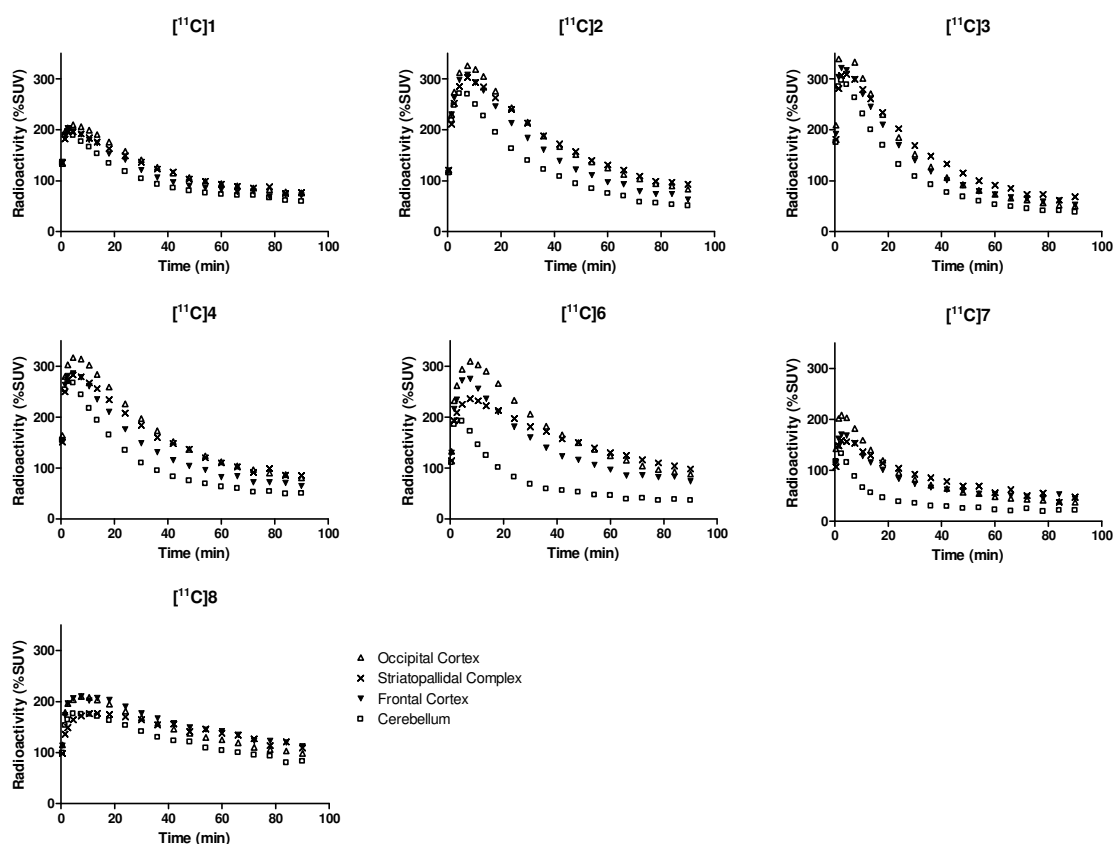 [¹¹C]1
[¹¹C]2
[¹¹C]3
Radioactivity (%SUV)
300
200
100
0
0 20 40 60 80 100
Time (min)
Radioactivity (%SUV)
300
200
100
0
0 20 40 60 80 100
Time (min)
Radioactivity (%SUV)
300
200
100
0
0 20 40 60 80 100
Time (min)
[¹¹C]4
[¹¹C]6
[¹¹C]7
Radioactivity (%SUV)
300
200
100
0
0 20 40 60 80 100
Time (min)
Radioactivity (%SUV)
300
200
100
0
0 20 40 60 80 100
Time (min)
Radioactivity (%SUV)
300
200
100
0
0 20 40 60 80 100
Time (min)
[¹¹C]8
Radioactivity (%SUV)
300
200
100
0
0 20 40 60 80 100
Time (min)
Occipital Cortex
Striatopallidal Complex
Frontal Cortex
Cerebellum